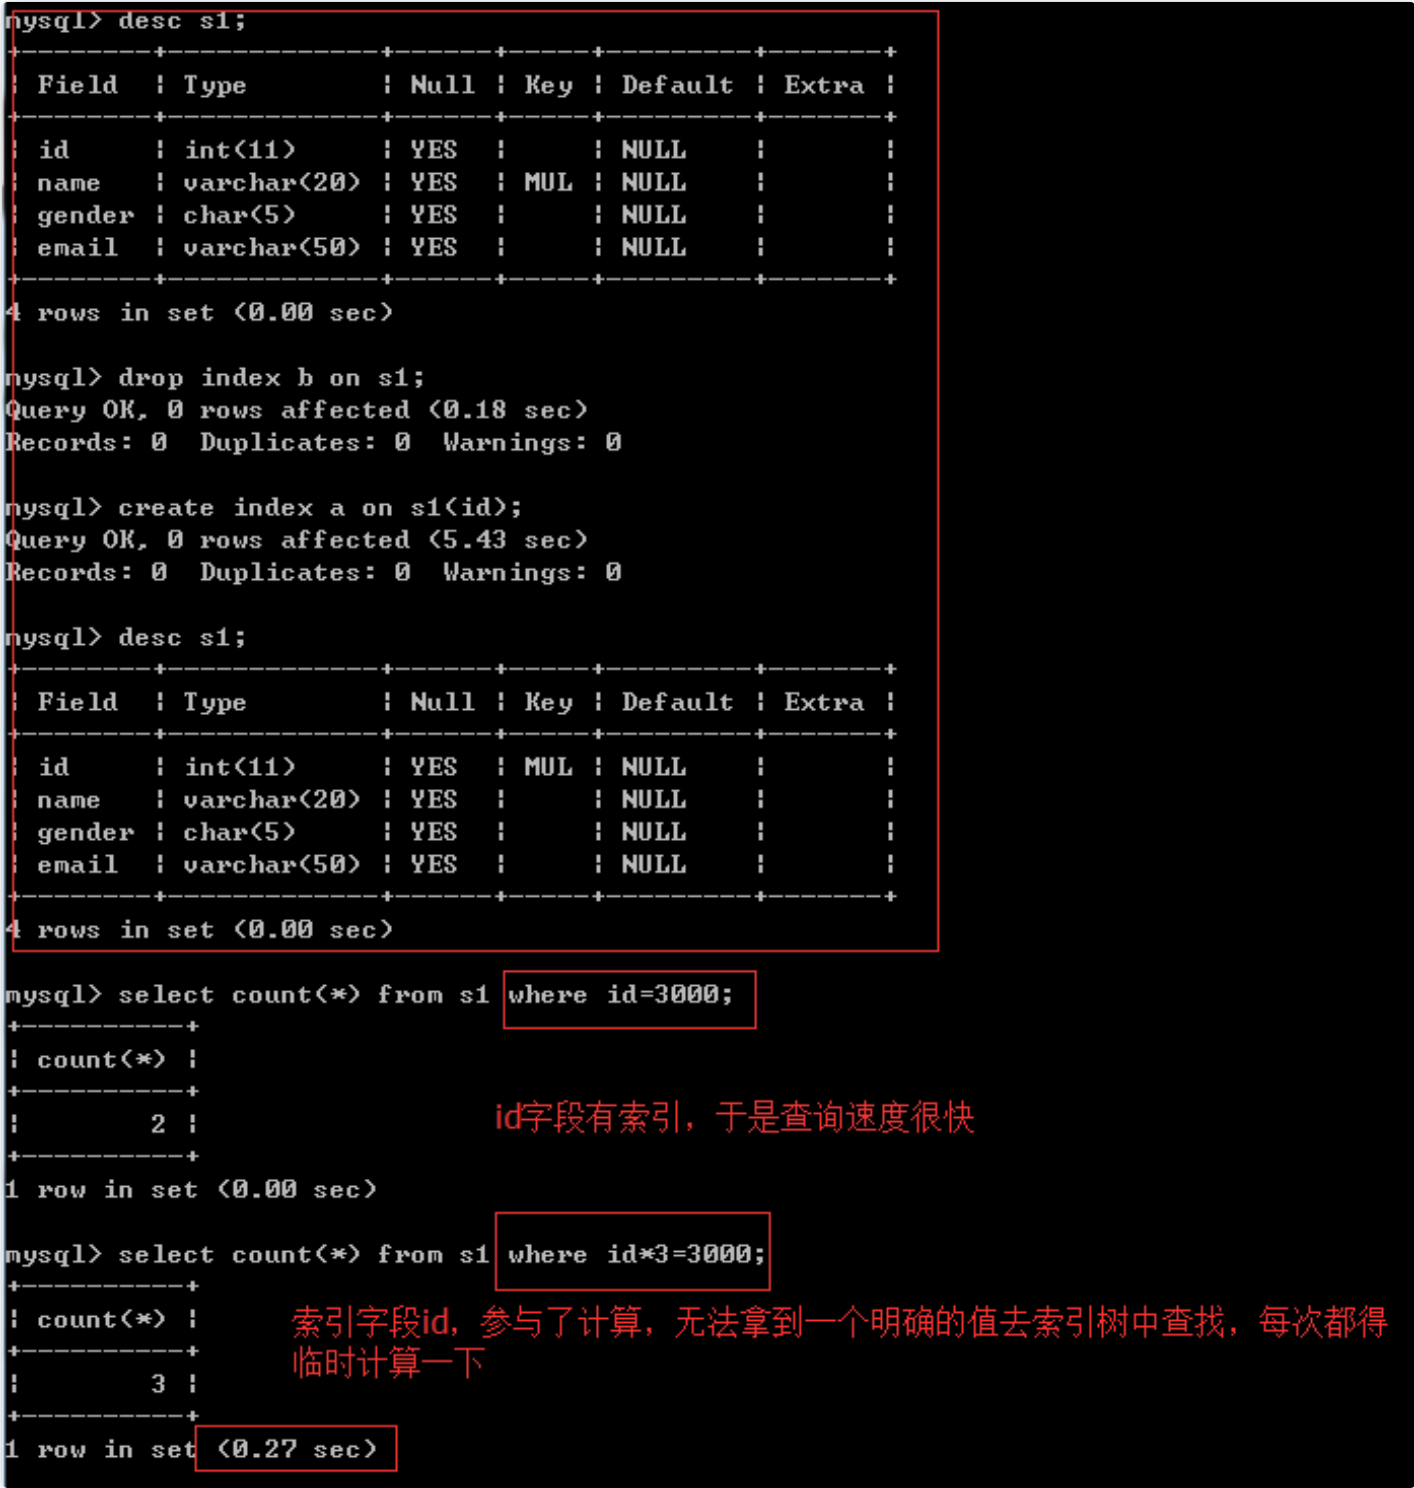 mysql> desc s1;
+--------+-------------+------+-----+---------+-------+
| Field  | Type        | Null | Key | Default | Extra |
+--------+-------------+------+-----+---------+-------+
| id     | int(11)     | YES  |     | NULL    |       |
| name   | varchar(20) | YES  | MUL | NULL    |       |
| gender | char(5)     | YES  |     | NULL    |       |
| email  | varchar(50) | YES  |     | NULL    |       |
+--------+-------------+------+-----+---------+-------+
4 rows in set (0.00 sec)
mysql> drop index b on s1;
Query OK, 0 rows affected (0.18 sec)
Records: 0  Duplicates: 0  Warnings: 0
mysql> create index a on s1(id);
Query OK, 0 rows affected (5.43 sec)
Records: 0  Duplicates: 0  Warnings: 0
mysql> desc s1;
+--------+-------------+------+-----+---------+-------+
| Field  | Type        | Null | Key | Default | Extra |
+--------+-------------+------+-----+---------+-------+
| id     | int(11)     | YES  | MUL | NULL    |       |
| name   | varchar(20) | YES  |     | NULL    |       |
| gender | char(5)     | YES  |     | NULL    |       |
| email  | varchar(50) | YES  |     | NULL    |       |
+--------+-------------+------+-----+---------+-------+
4 rows in set (0.00 sec)
mysql> select count(*) from s1 where id=3000;
+----------+
| count(*) |
+----------+
|        2 |
id字段有索引，于是查询速度很快
+----------+
1 row in set (0.00 sec)
mysql> select count(*) from s1 where id*3=3000;
+----------+
| count(*) |
索引字段id，参与了计算，无法拿到一个明确的值去索引树中查找，每次都得
+----------+
临时计算一下
|        3 |
+----------+
1 row in set (0.27 sec)